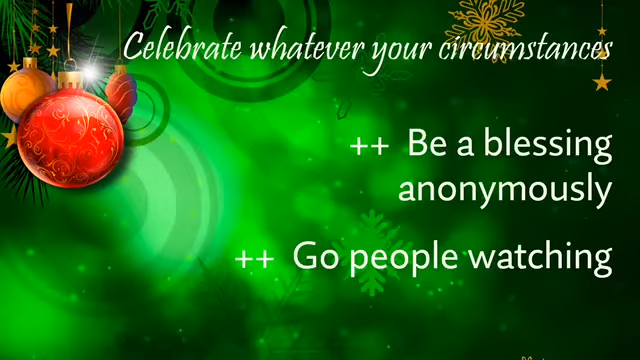 Celebrate whatever your circumstances
++ Be a blessing
anonymously
++ Go people watching